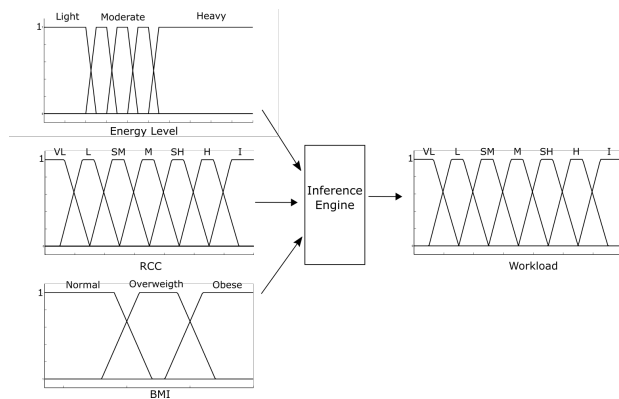 Light Moderate Heavy
1
Energy Level
VL L SM M SH H I
1
RCC
Normal Overweigth Obese
1
BMI
Inference
Engine
VL L SM M SH H I
1
Workload